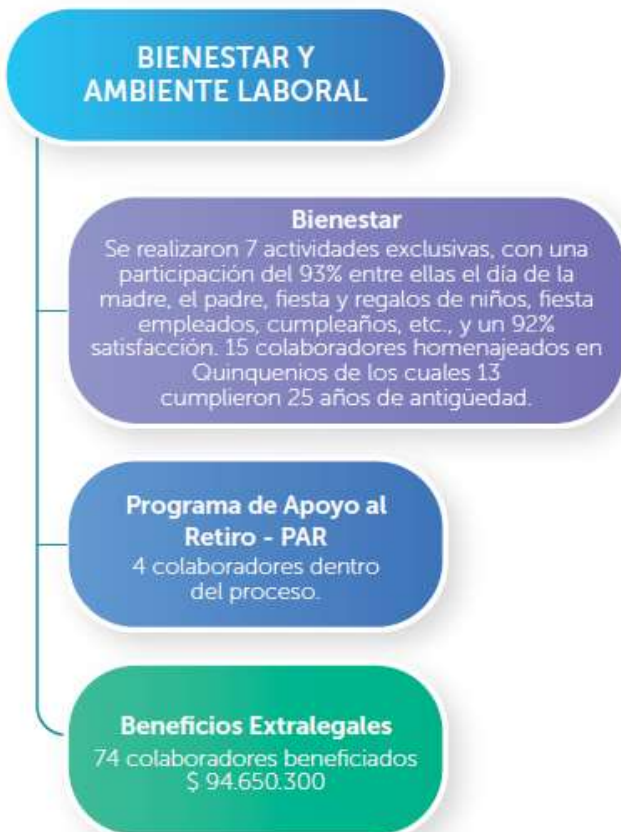 BIENESTAR Y
AMBIENTE LABORAL
Bienestar
Se realizaron 7 actividades exclusivas, con una
participación del 93% entre ellas el día de la
madre, el padre, fiesta y regalos de niños, fiesta
empleados, cumpleaños, etc., y un 92%
satisfacción. 15 colaboradores homenajeados en
Quinquenios de los cuales 13
cumplieron 25 años de antigüedad.
Programa de Apoyo al
Retiro - PAR
4 colaboradores dentro
del proceso.
Beneficios Extralegales
74 colaboradores beneficiados
$ 94.650.300